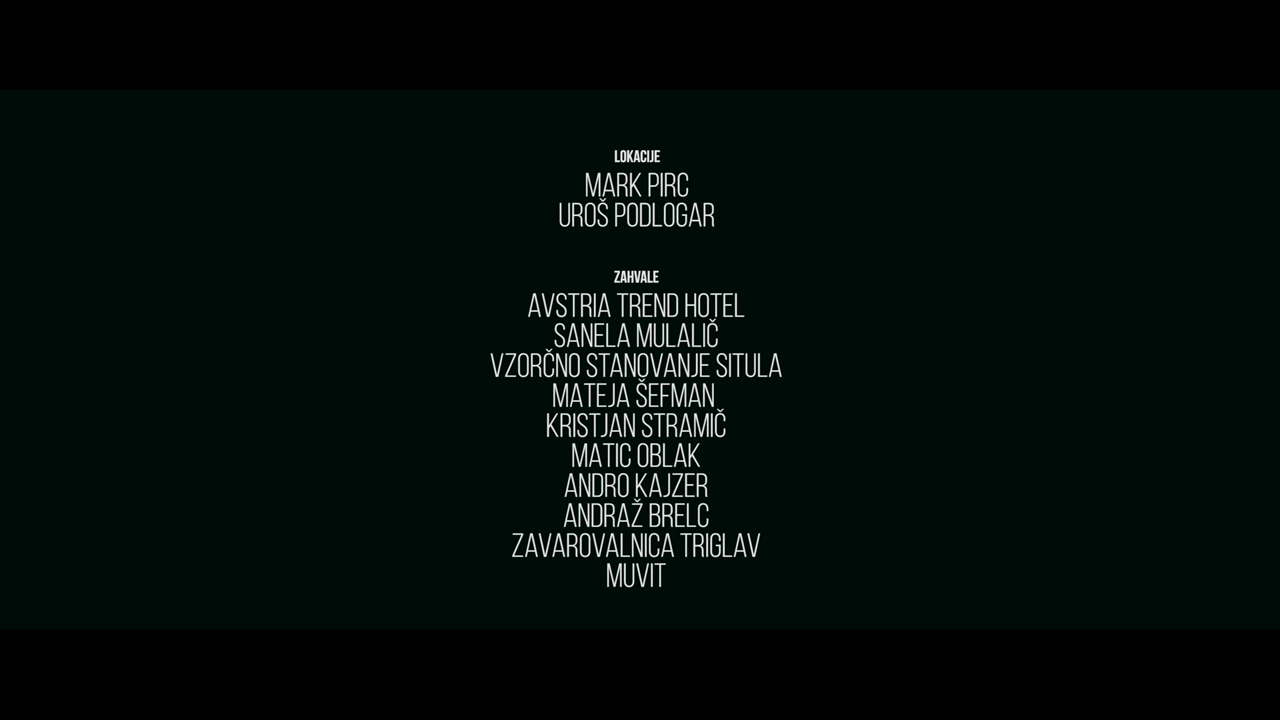 LOKACIJE
MARK PIRC
UROŠ PODLOGAR
ZAHVALE
AVSTRIA TREND HOTEL
SANELA MULALIČ
VZORČNO STANOVANJE SITULA
MATEJA ŠEFMAN
KRISTJAN STRAMIČ
MATIC OBLAK
ANDRO KAJZER
ANDRAŽ BRELC
ZAVAROVALNICA TRIGLAV
MUVIT